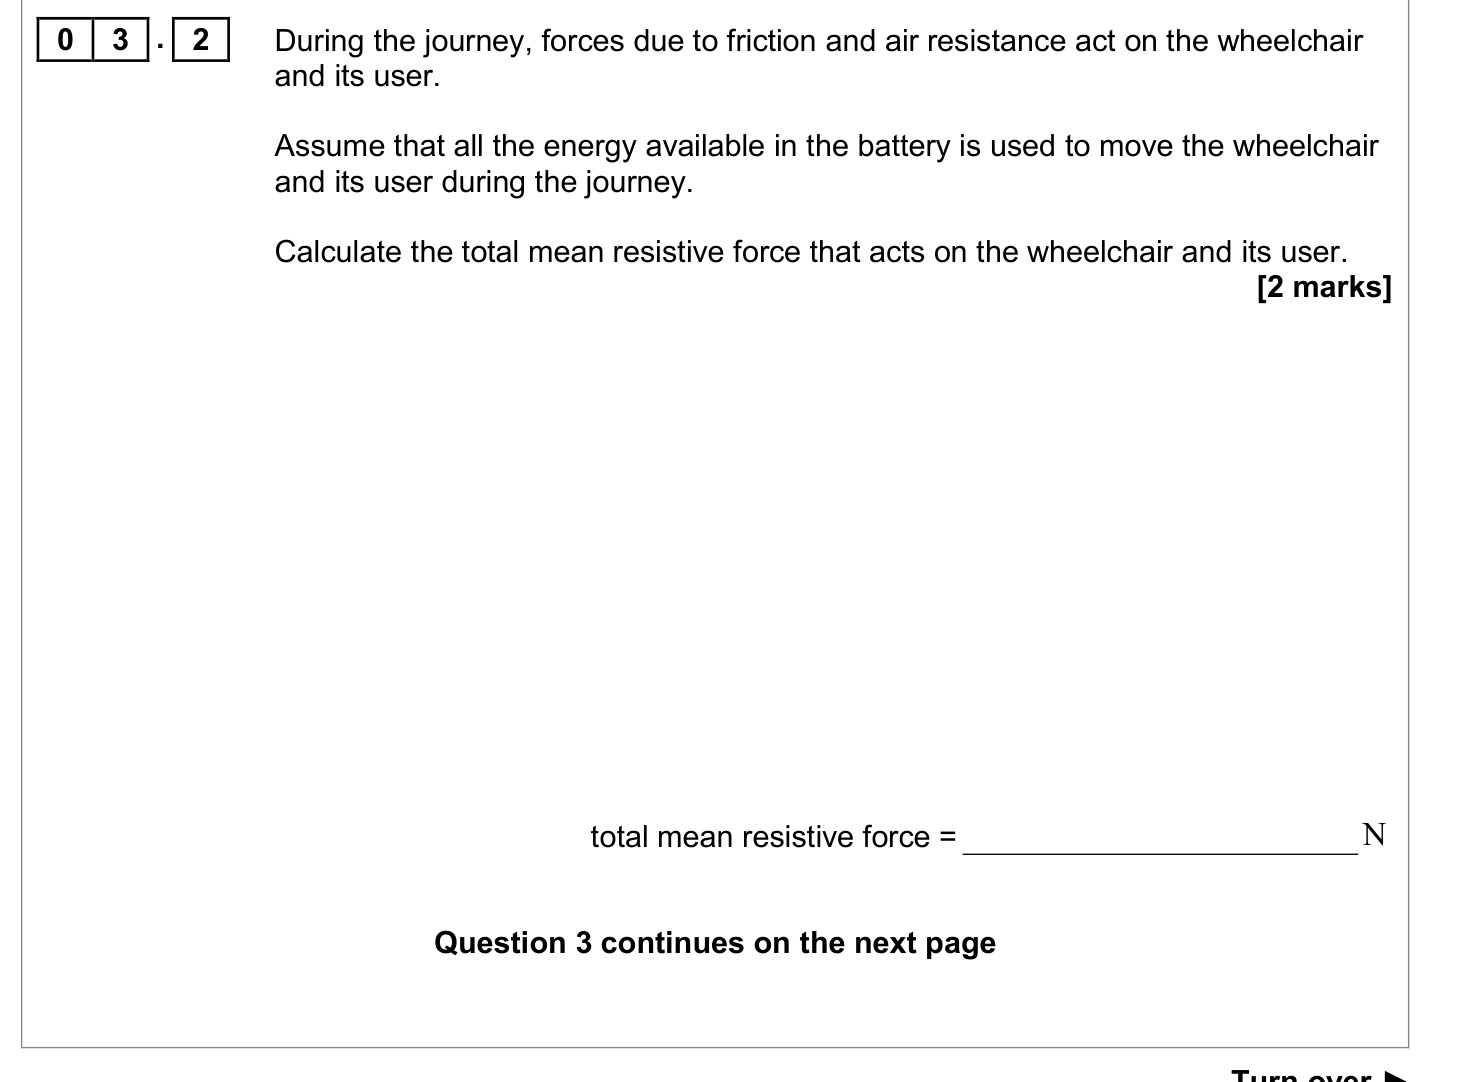 0 3 . 2 During the journey, forces due to friction and air resistance act on the wheelchair
and its user.
Assume that all the energy available in the battery is used to move the wheelchair
and its user during the journey.
Calculate the total mean resistive force that acts on the wheelchair and its user.
[2 marks]
total mean resistive force = N
Question 3 continues on the next page
Turn over ►